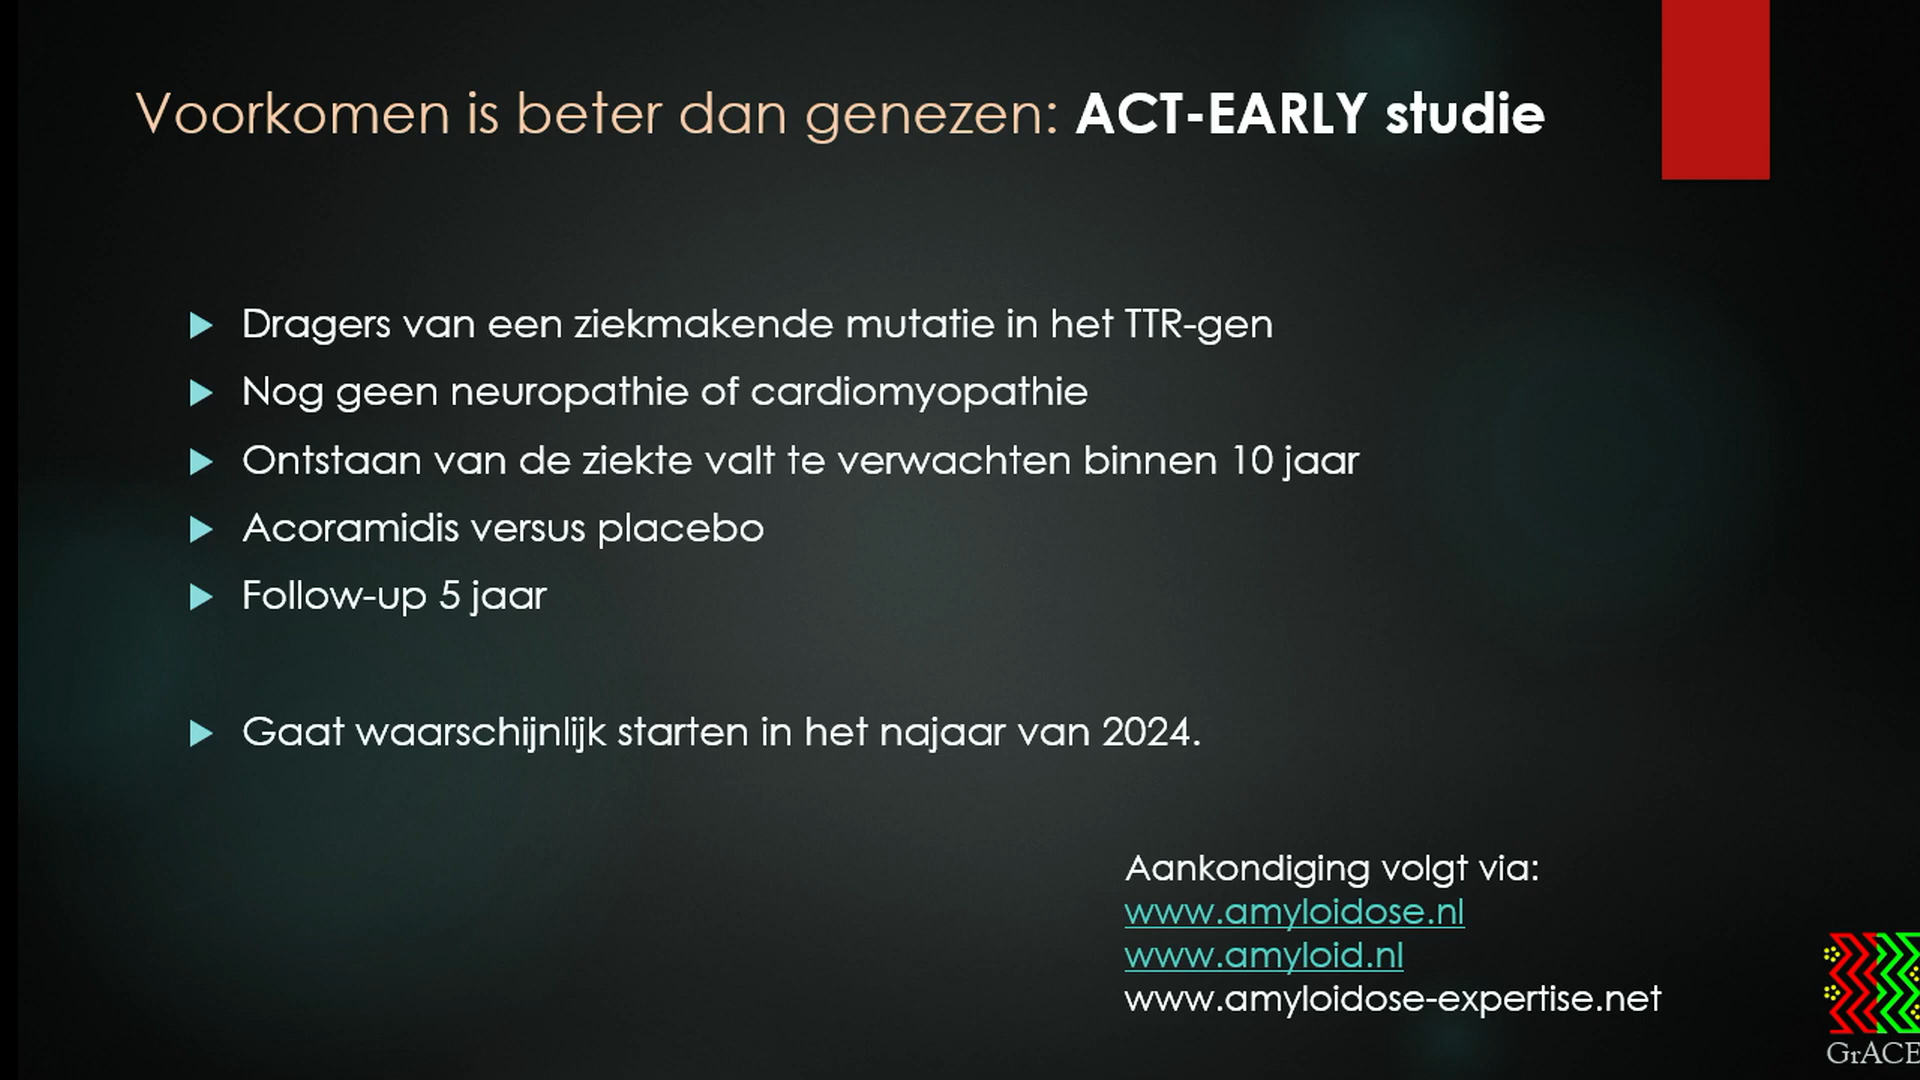 Voorkomen is beter dan genezen: ACT-EARLY studie
Dragers van een ziekmakende mutatie in het TTR-gen
Nog geen neuropathie of cardiomyopathie
Ontstaan van de ziekte valt te verwachten binnen 10 jaar
Acoramidis versus placebo
Follow-up 5 jaar
Gaat waarschijnlijk starten in het najaar van 2024.
Aankondiging volgt via:
www.amyloidose.nl
www.amyloid.nl
www.amyloidose-expertise.net
GrACE